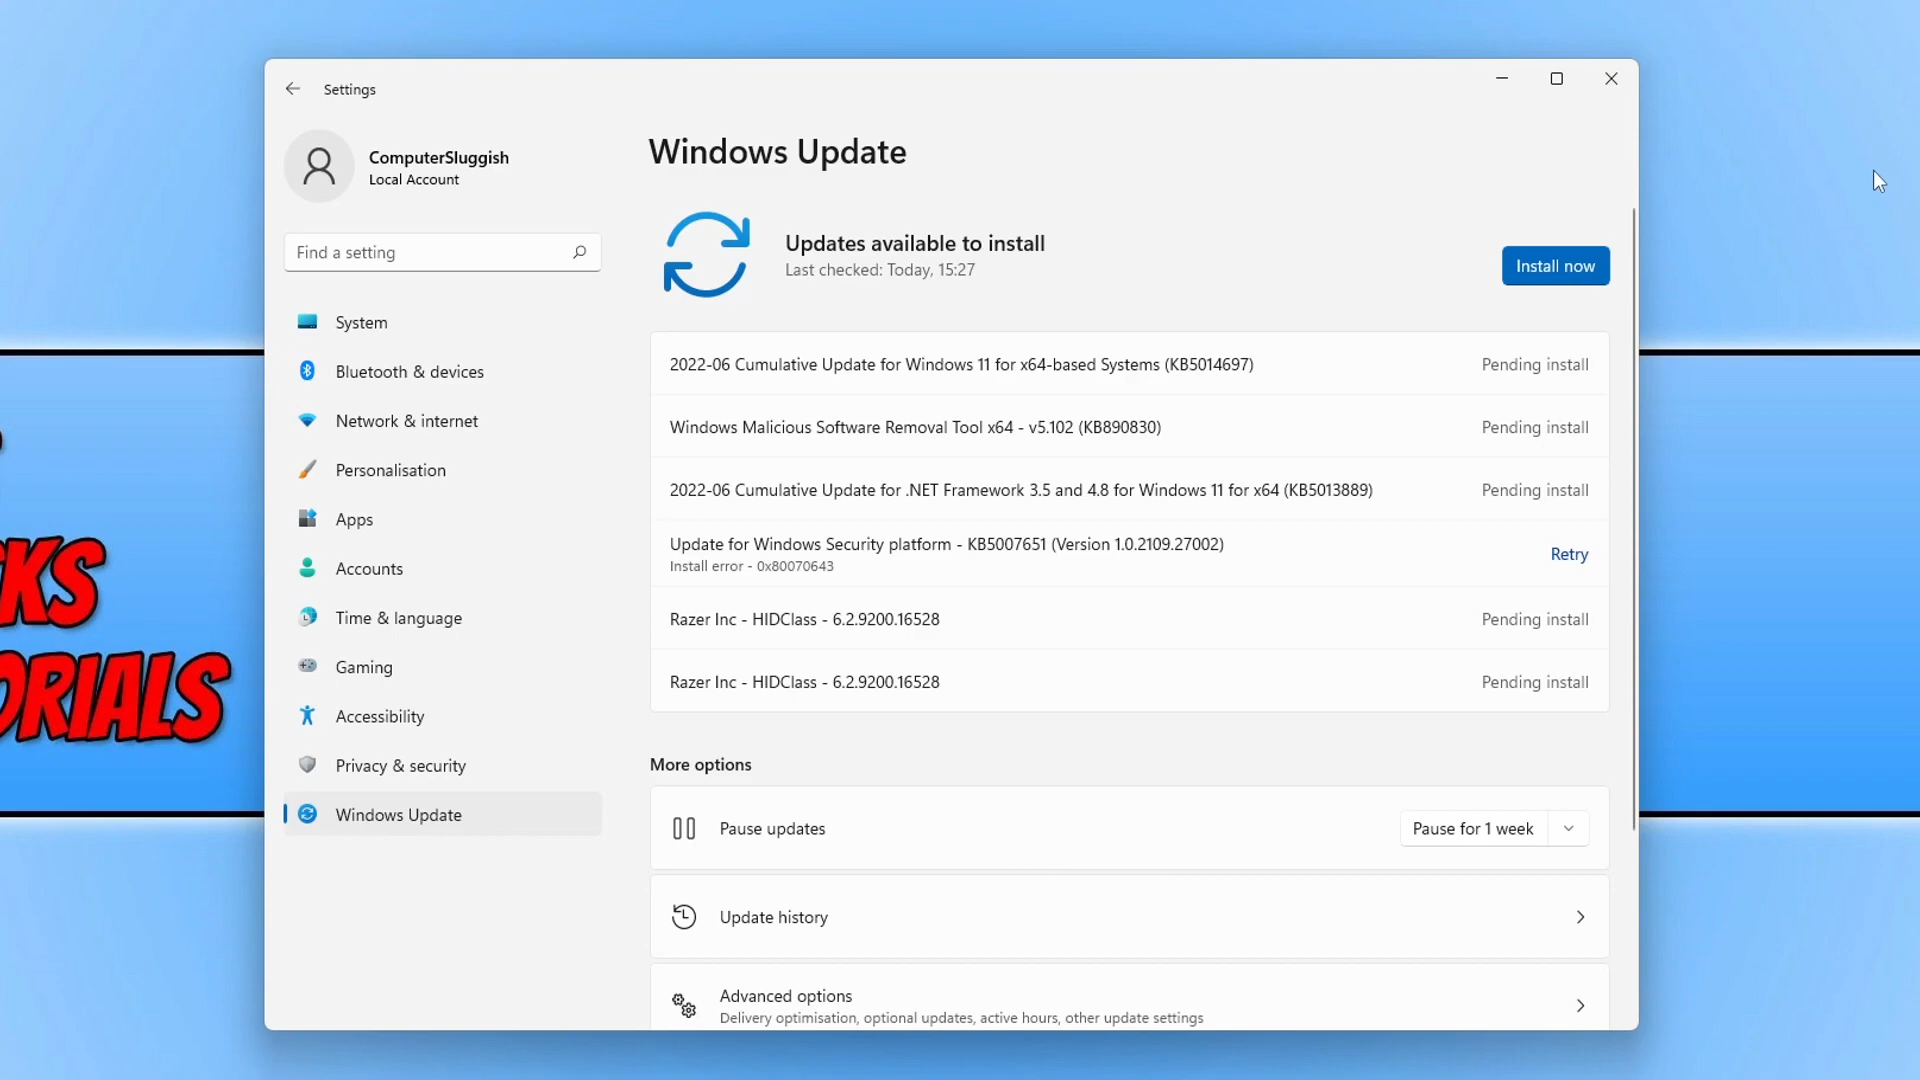 Settings
ComputerSluggish
Local Account
Find a setting
System
Bluetooth & devices
Network & internet
Personalisation
Apps
Accounts
Time & language
Gaming
Accessibility
Privacy & security
Windows Update
Windows Update
Updates available to install
Last checked: Today, 15:27
Install now
2022-06 Cumulative Update for Windows 11 for x64-based Systems (KB5014697) Pending install
Windows Malicious Software Removal Tool x64 - v5.102 (KB890830) Pending install
2022-06 Cumulative Update for .NET Framework 3.5 and 4.8 for Windows 11 for x64 (KB5013889) Pending install
Update for Windows Security platform - KB5007651 (Version 1.0.2109.27002)
Install error - 0x80070643
Retry
Razer Inc - HIDClass - 6.2.9200.16528 Pending install
Razer Inc - HIDClass - 6.2.9200.16528 Pending install
More options
Pause updates Pause for 1 week
Update history
Advanced options
Delivery optimisation, optional updates, active hours, other update settings